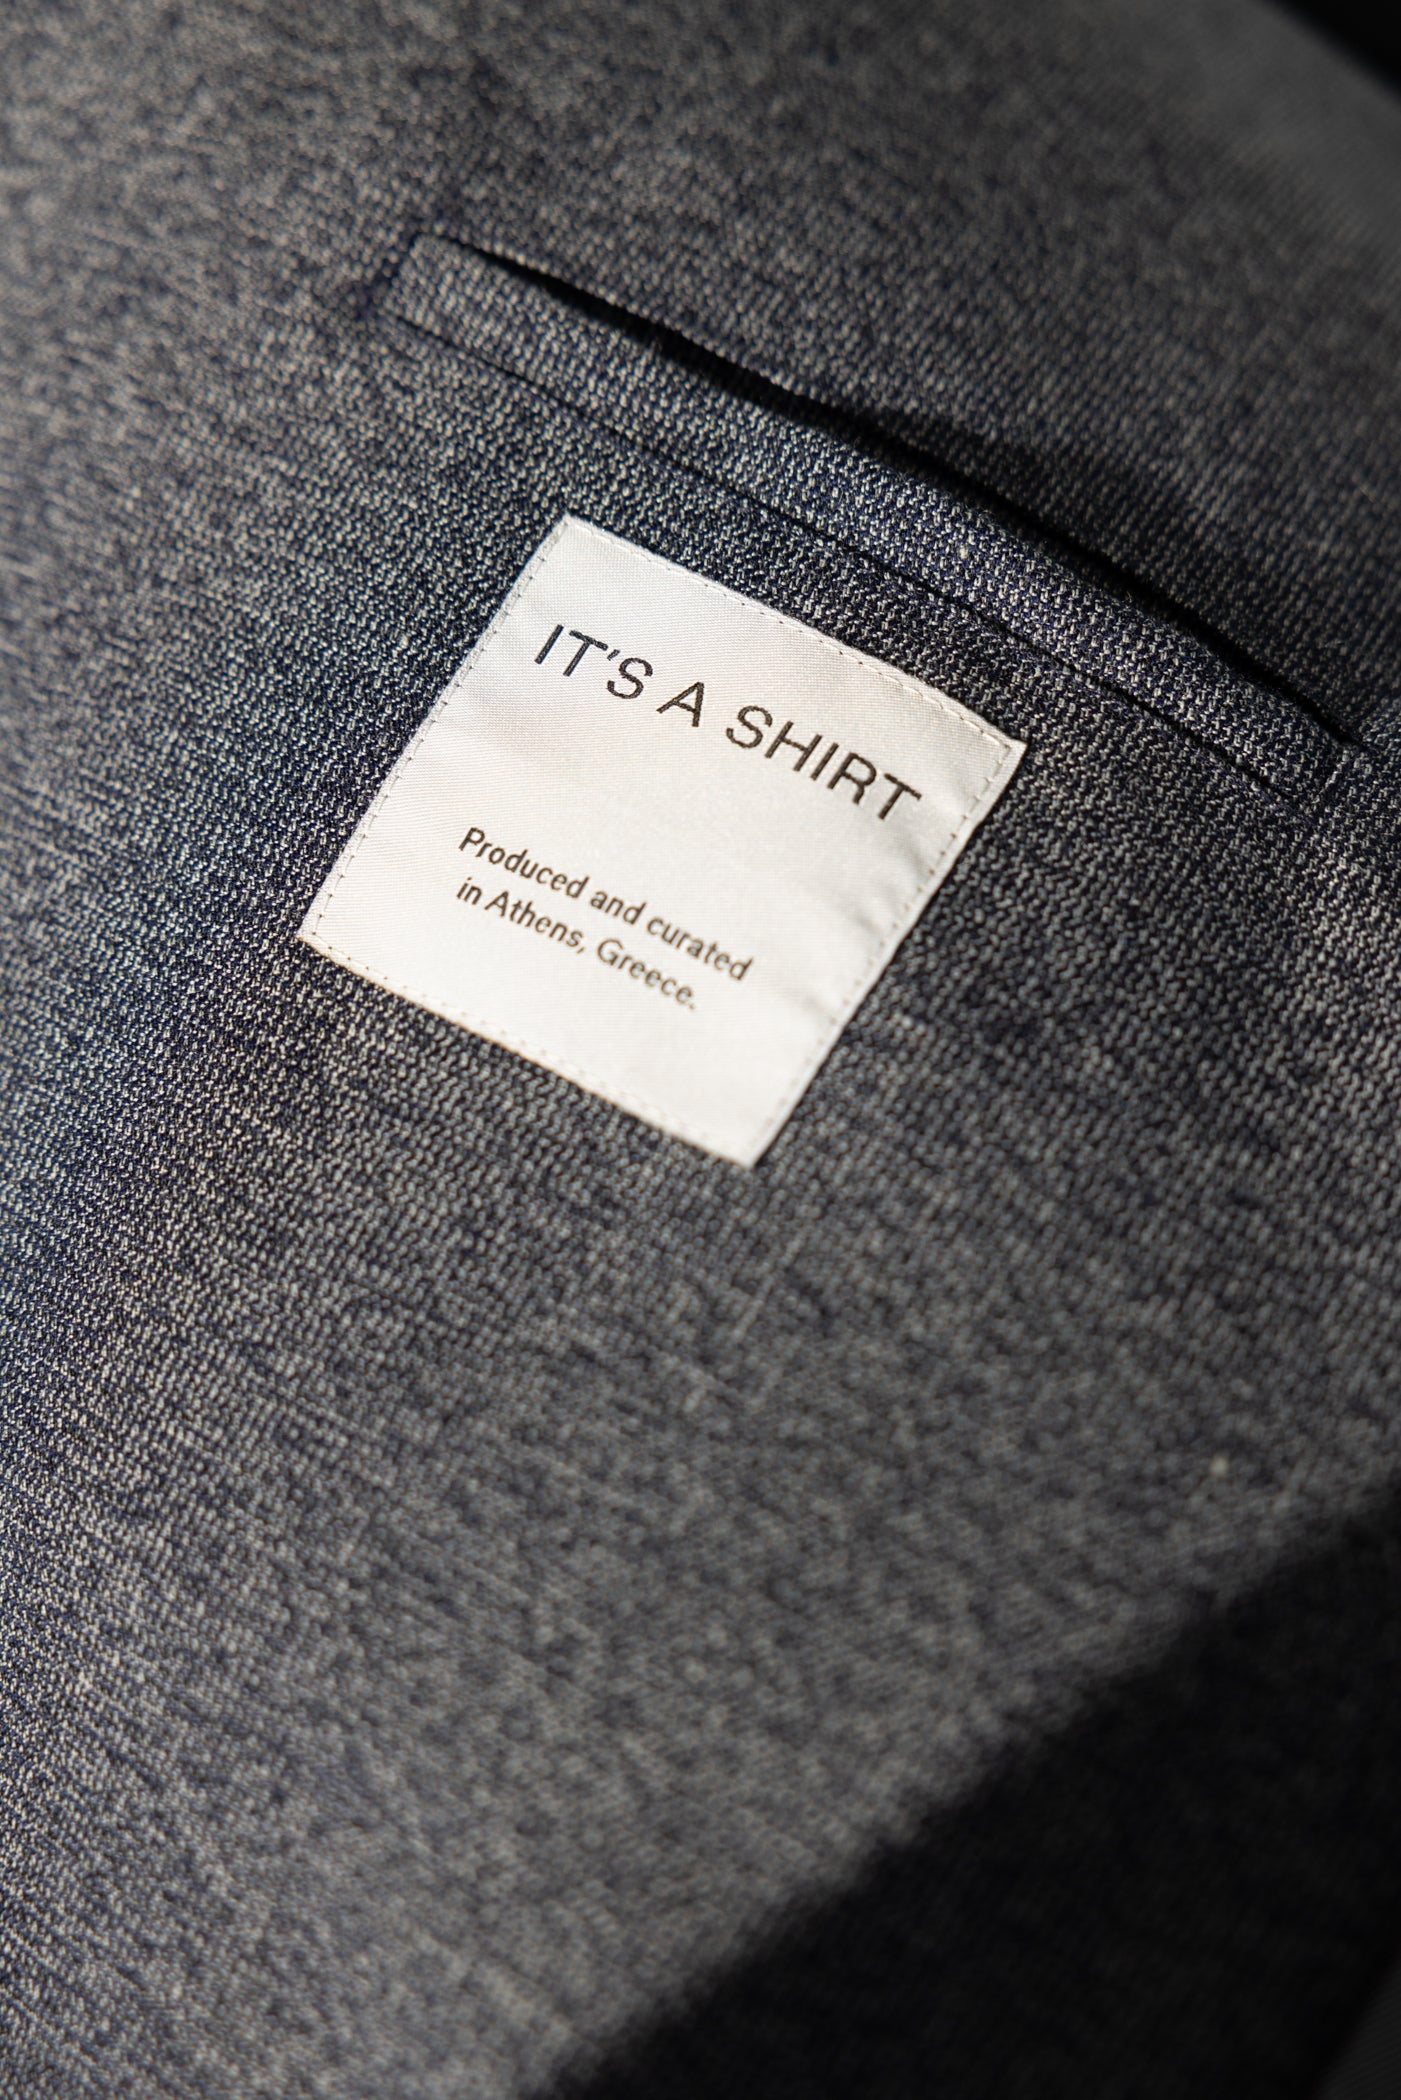 IT'S A SHIRT
Produced and curated
in Athens, Greece.